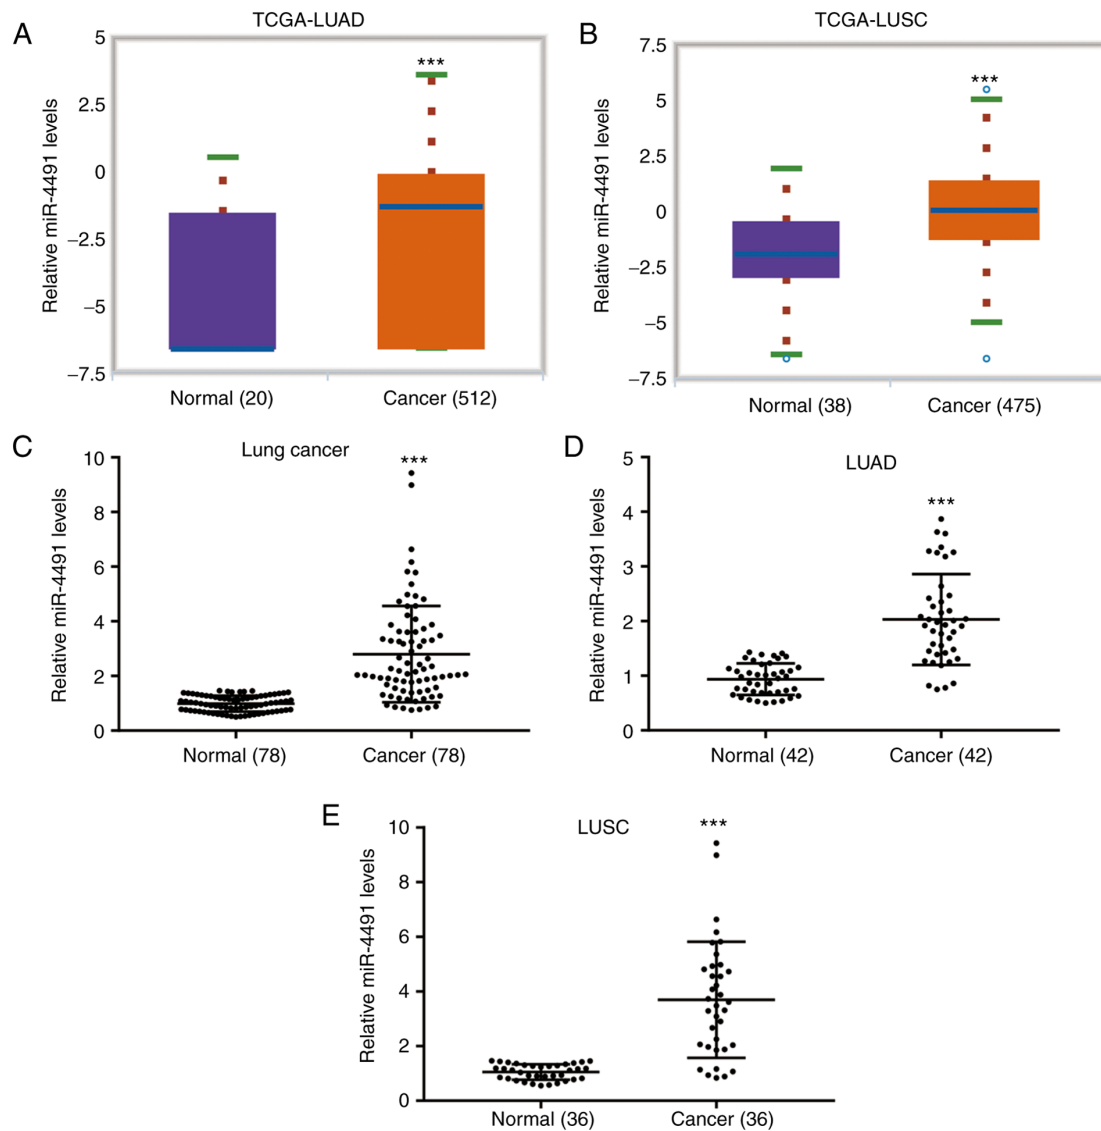 A
TCGA-LUAD
Relative miR-4491 levels
5
2.5
0
−2.5
−5
−7.5
***
Normal (20)
Cancer (512)
B
TCGA-LUSC
Relative miR-4491 levels
7.5
5
2.5
0
−2.5
−5
−7.5
***
Normal (38)
Cancer (475)
C
Lung cancer
Relative miR-4491 levels
10
8
6
4
2
0
***
Normal (78)
Cancer (78)
D
LUAD
Relative miR-4491 levels
5
4
3
2
1
0
***
Normal (42)
Cancer (42)
E
LUSC
Relative miR-4491 levels
10
8
6
4
2
0
***
Normal (36)
Cancer (36)